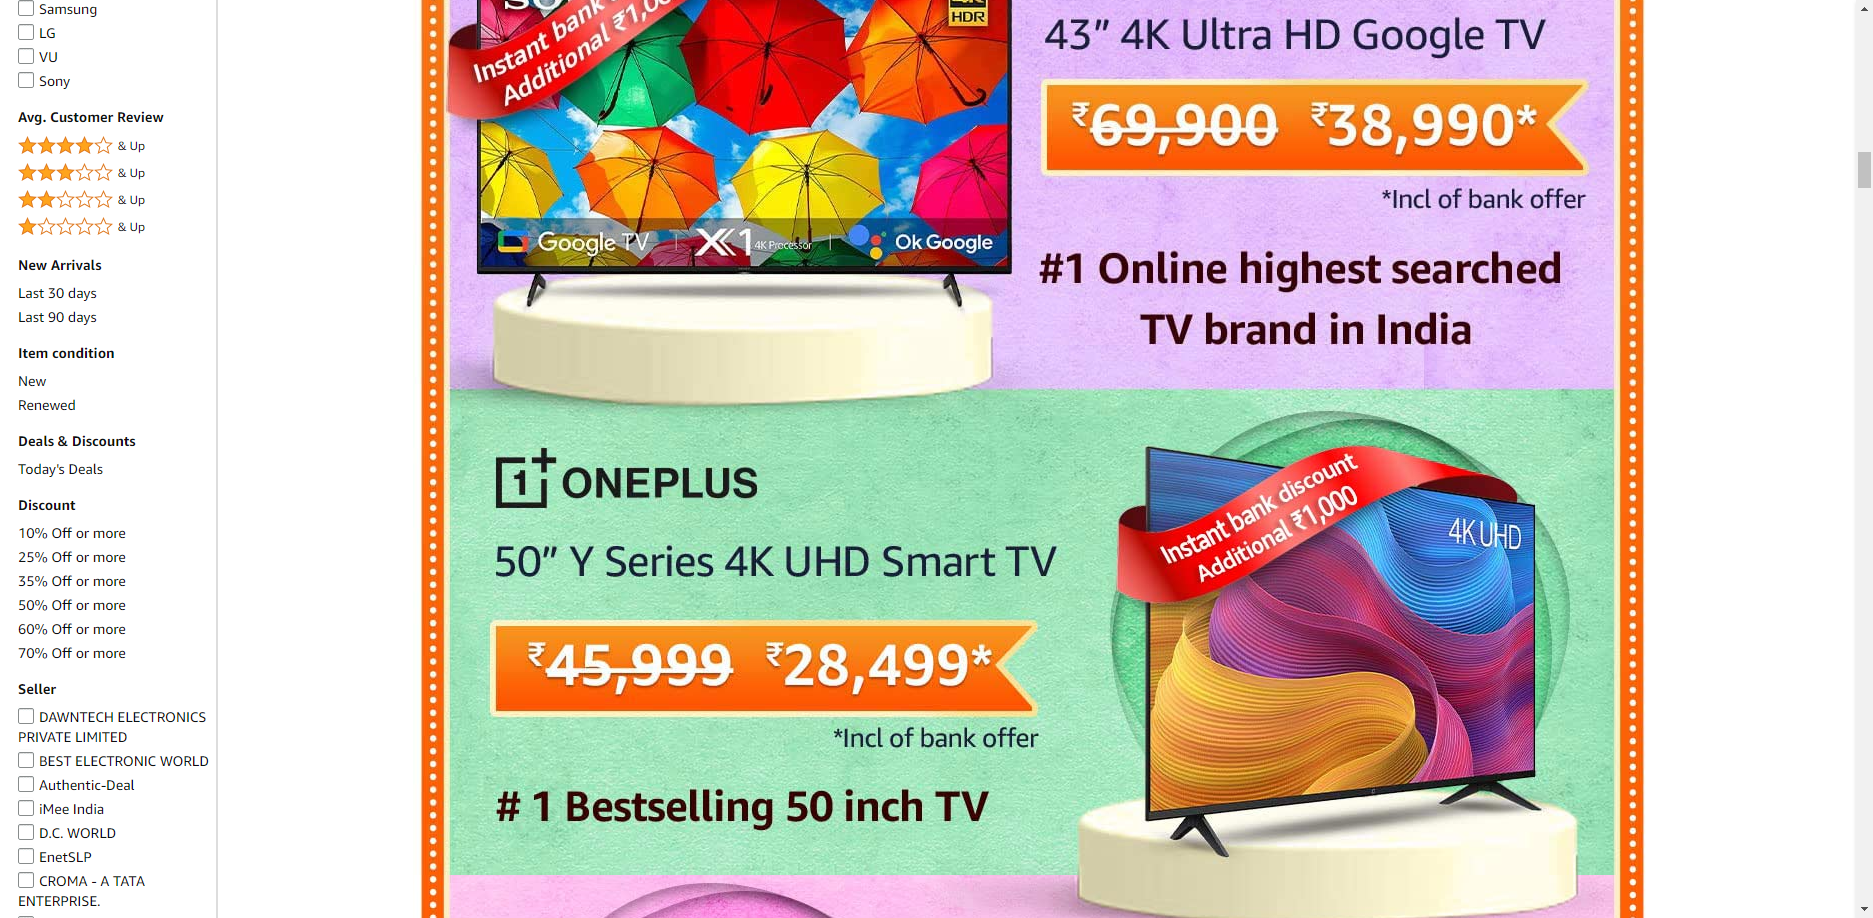 Samsung
LG
VU
Sony
Avg. Customer Review
& Up
& Up
& Up
& Up
New Arrivals
Last 30 days
Last 90 days
Item condition
New
Renewed
Deals & Discounts
Today's Deals
Discount
10% Off or more
25% Off or more
35% Off or more
50% Off or more
60% Off or more
70% Off or more
Seller
DAWNTECH ELECTRONICS
PRIVATE LIMITED
BEST ELECTRONIC WORLD
Authentic-Deal
iMee India
D.C. WORLD
EnetSLP
CROMA - A TATA
ENTERPRISE.
Instant bank
Additional ₹1,0
HDR
Google TV X1 4K Processor Ok Google
43” 4K Ultra HD Google TV
₹69,900 ₹38,990*
*Incl of bank offer
#1 Online highest searched
TV brand in India
1+ ONEPLUS
50” Y Series 4K UHD Smart TV
₹45,999 ₹28,499*
*Incl of bank offer
# 1 Bestselling 50 inch TV
Instant bank discount
Additional ₹1,000
4K UHD